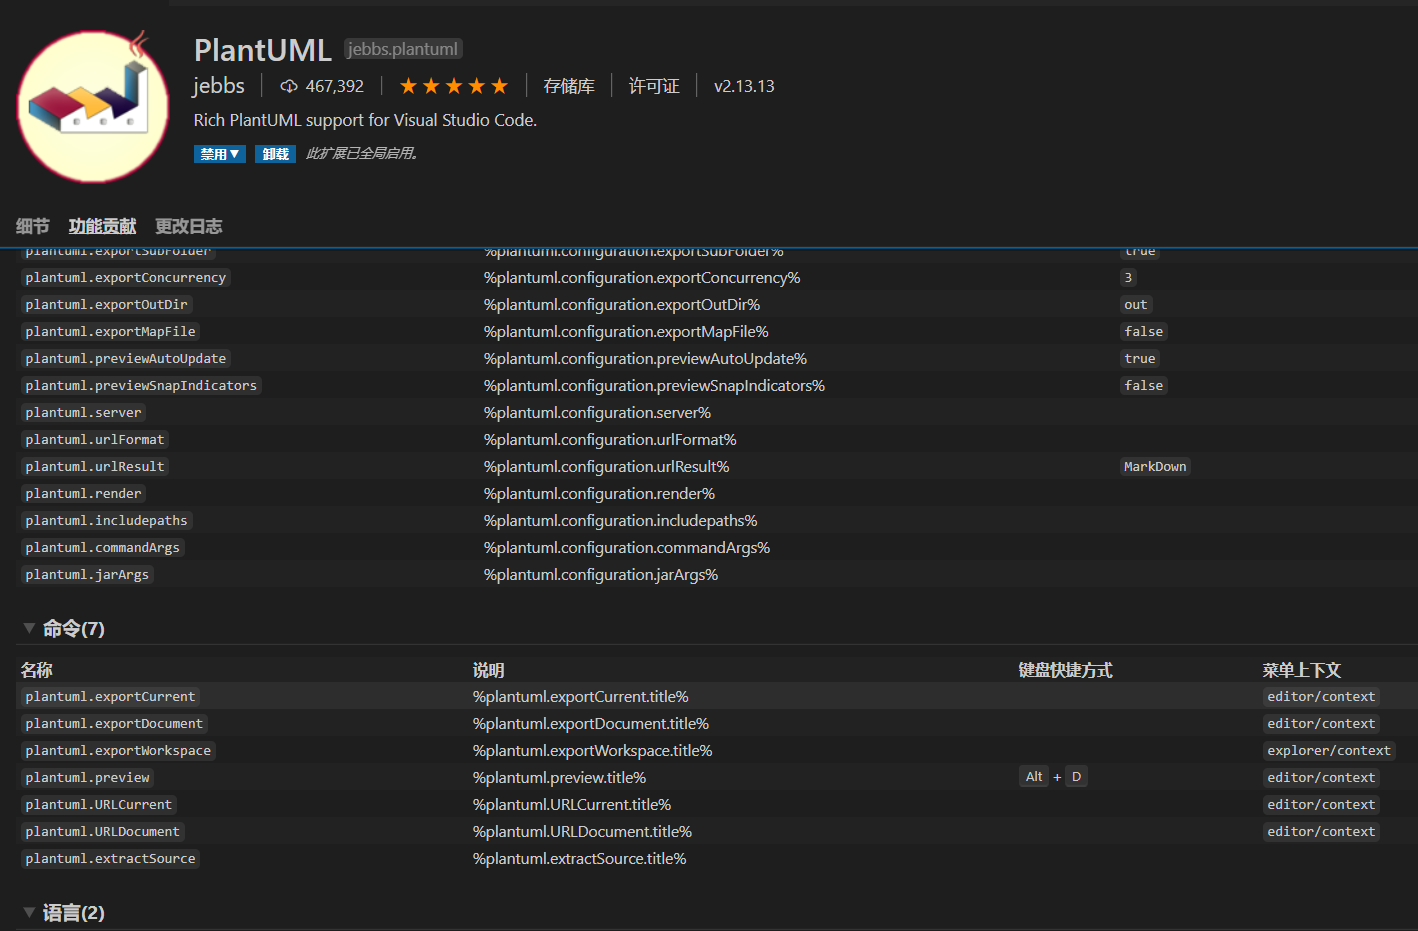 PlantUML jebbs.plantuml
jebbs 467,392 存储库 许可证 v2.13.13
Rich PlantUML support for Visual Studio Code.
禁用▼ 卸载 此扩展已全局启用。
细节 功能贡献 更改日志
plantuml.exportSubFolder %plantuml.configuration.exportSubFolder% true
plantuml.exportConcurrency %plantuml.configuration.exportConcurrency% 3
plantuml.exportOutDir %plantuml.configuration.exportOutDir% out
plantuml.exportMapFile %plantuml.configuration.exportMapFile% false
plantuml.previewAutoUpdate %plantuml.configuration.previewAutoUpdate% true
plantuml.previewSnapIndicators %plantuml.configuration.previewSnapIndicators% false
plantuml.server %plantuml.configuration.server%
plantuml.urlFormat %plantuml.configuration.urlFormat%
plantuml.urlResult %plantuml.configuration.urlResult% MarkDown
plantuml.render %plantuml.configuration.render%
plantuml.includepaths %plantuml.configuration.includepaths%
plantuml.commandArgs %plantuml.configuration.commandArgs%
plantuml.jarArgs %plantuml.configuration.jarArgs%
命令(7)
名称 说明 键盘快捷方式 菜单上下文
plantuml.exportCurrent %plantuml.exportCurrent.title% editor/context
plantuml.exportDocument %plantuml.exportDocument.title% editor/context
plantuml.exportWorkspace %plantuml.exportWorkspace.title% explorer/context
plantuml.preview %plantuml.preview.title% Alt + D editor/context
plantuml.URLCurrent %plantuml.URLCurrent.title% editor/context
plantuml.URLDocument %plantuml.URLDocument.title% editor/context
plantuml.extractSource %plantuml.extractSource.title%
语言(2)